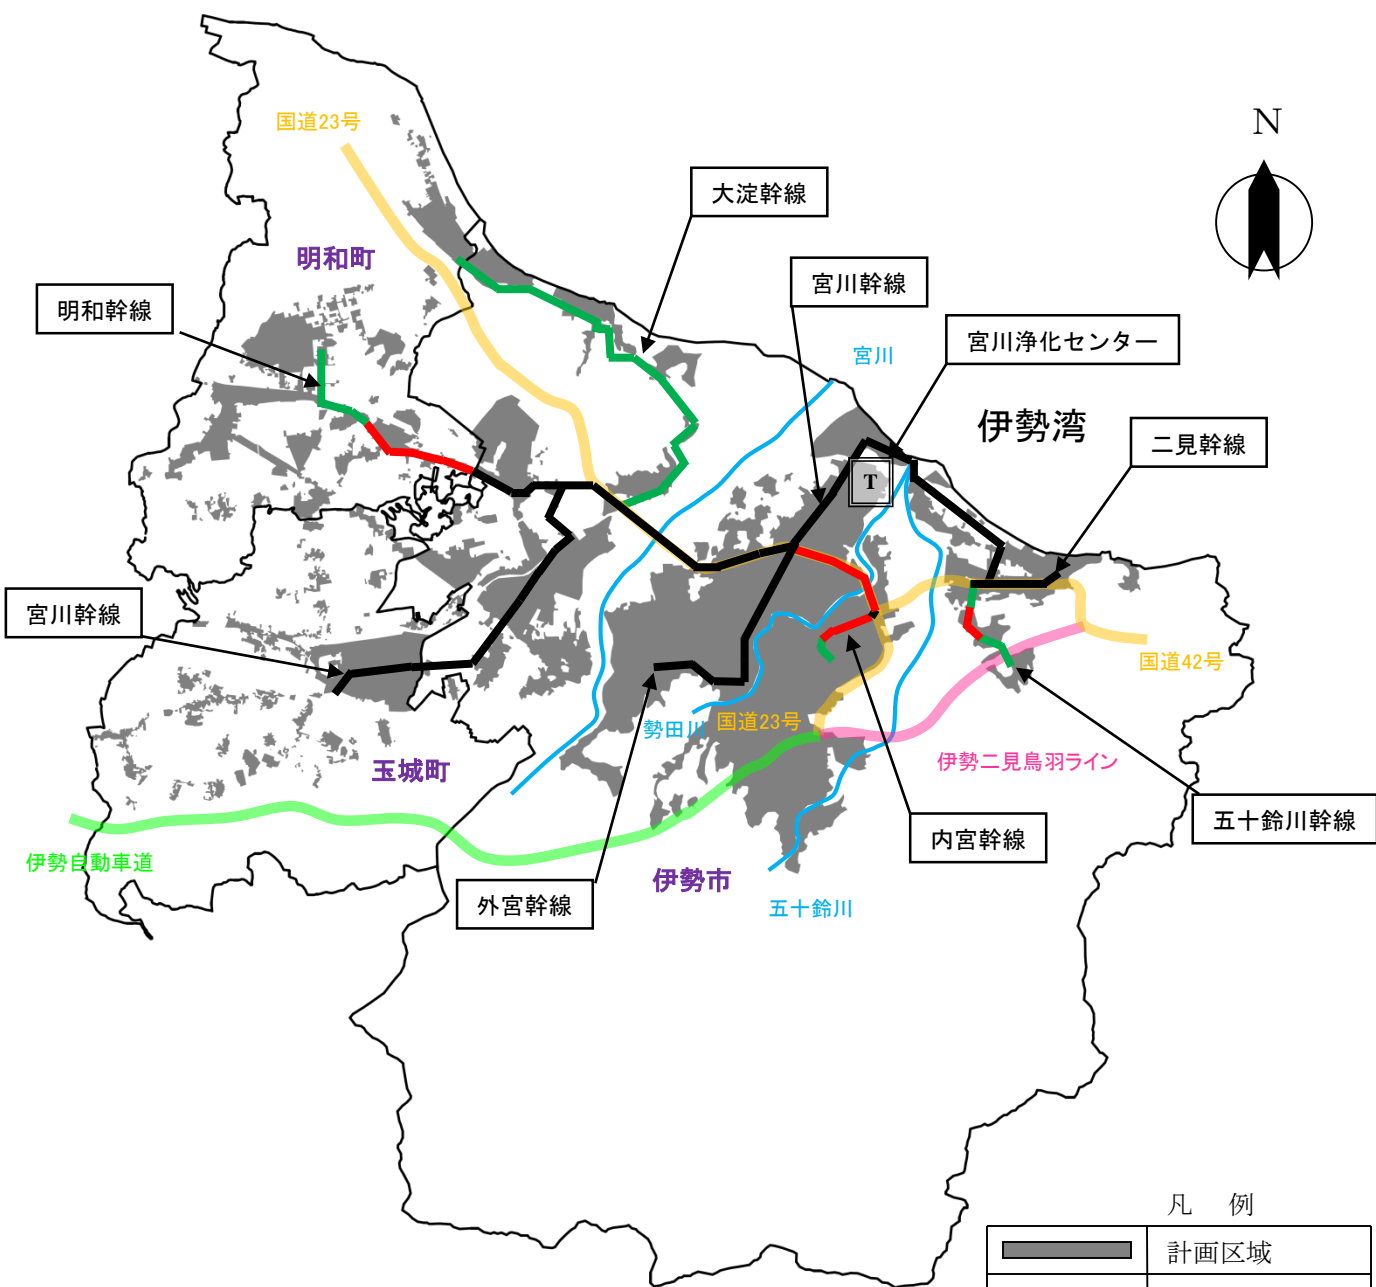 N
国道23号
大淀幹線
明和町
宮川幹線
明和幹線
宮川浄化センター
宮川
伊勢湾
二見幹線
T
宮川幹線
国道42号
勢田川
国道23号
伊勢二見鳥羽ライン
玉城町
五十鈴川幹線
内宮幹線
伊勢自動車道
伊勢市
外宮幹線
五十鈴川
凡 例
計画区域